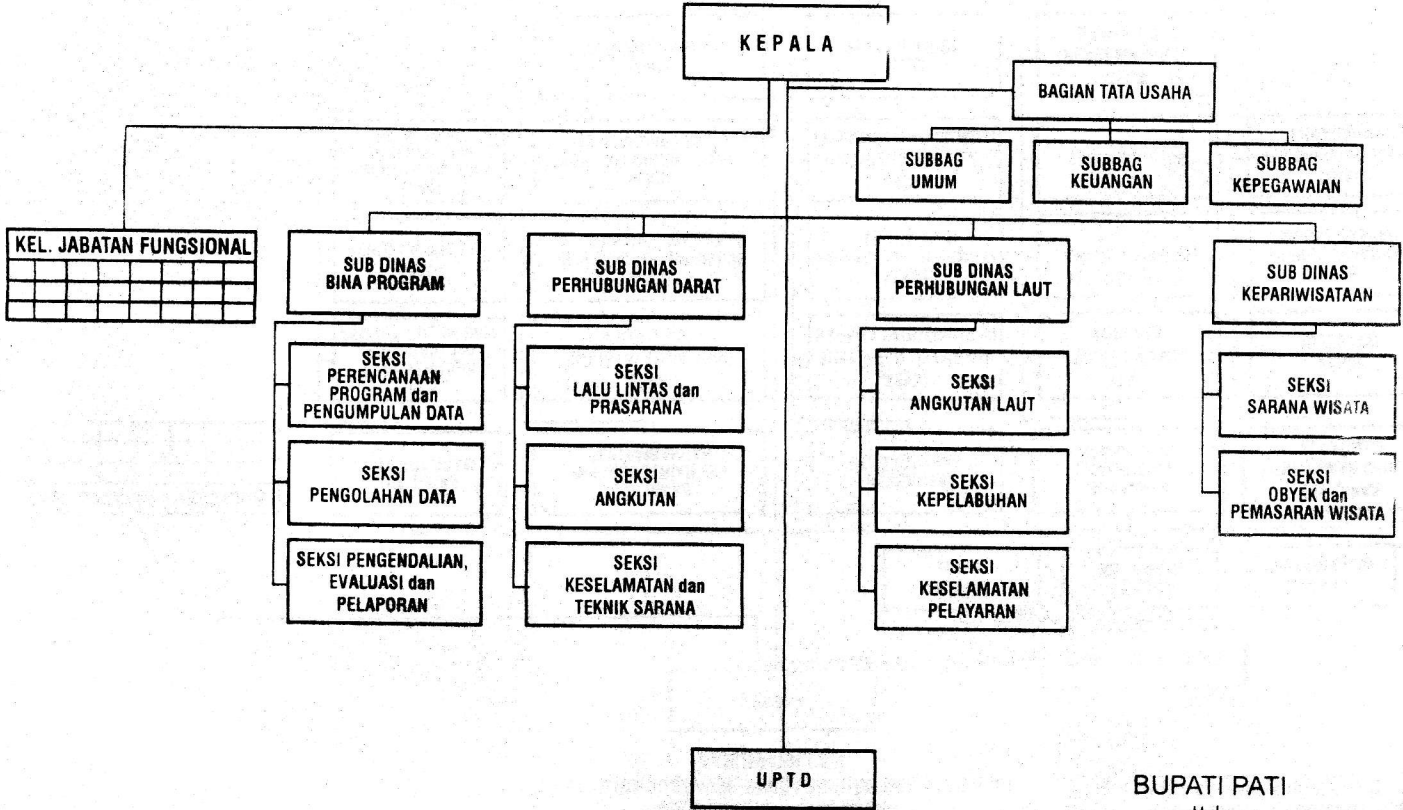 KEPALA
BAGIAN TATA USAHA
SUBBAG
UMUM
SUBBAG
KEUANGAN
SUBBAG
KEPEGAWAIAN
KEL. JABATAN FUNGSIONAL
SUB DINAS
BINA PROGRAM
SUB DINAS
PERHUBUNGAN DARAT
SUB DINAS
PERHUBUNGAN LAUT
SUB DINAS
KEPARIWISATAAN
SEKSI
PERENCANAAN
PROGRAM dan
PENGUMPULAN DATA
SEKSI
LALU LINTAS dan
PRASARANA
SEKSI
ANGKUTAN LAUT
SEKSI
SARANA WISATA
SEKSI
PENGOLAHAN DATA
SEKSI
ANGKUTAN
SEKSI
KEPELABUHAN
SEKSI
OBYEK dan
PEMASARAN WISATA
SEKSI PENGENDALIAN,
EVALUASI dan
PELAPORAN
SEKSI
KESELAMATAN dan
TEKNIK SARANA
SEKSI
KESELAMATAN
PELAYARAN
UPTD
BUPATI PATI